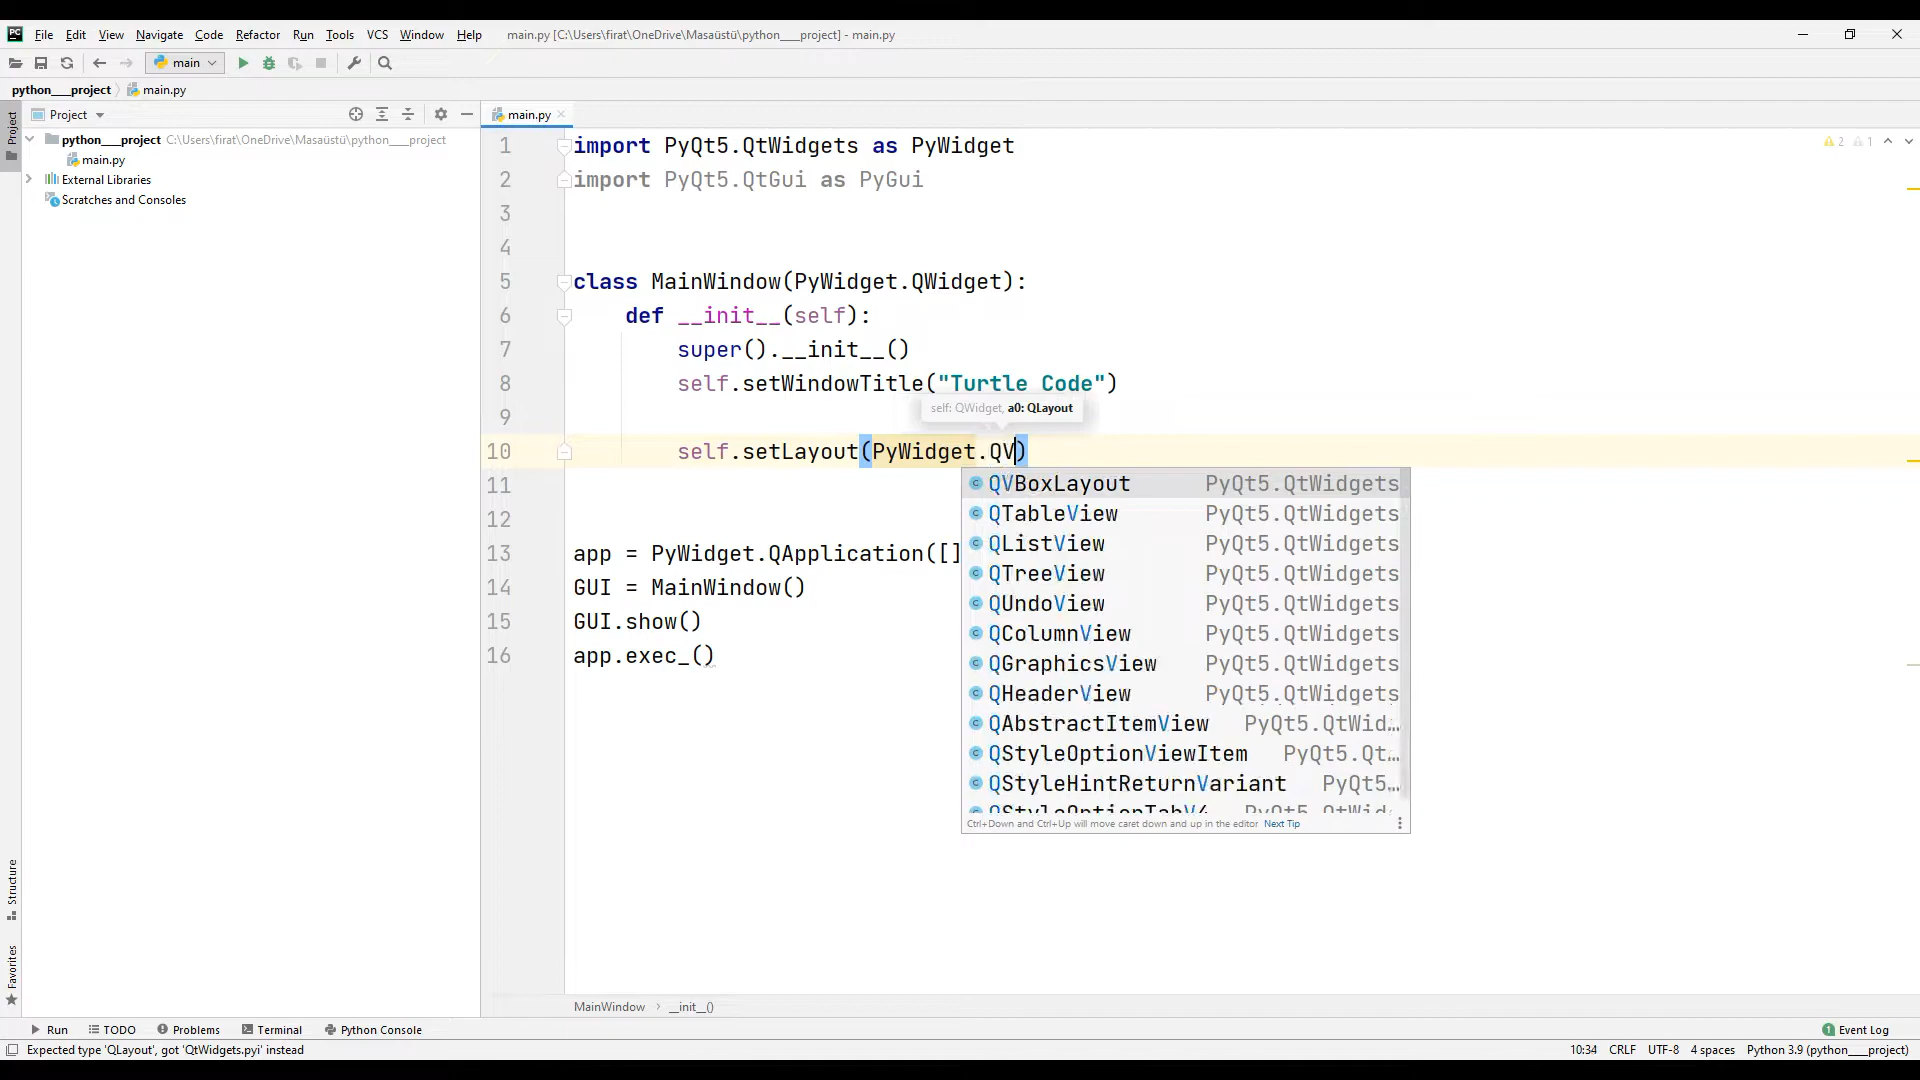 PC File Edit View Navigate Code Refactor Run Tools VCS Window Help main.py [C:\Users\firat\OneDrive\Masaüstü\python___project] - main.py
main
python___project main.py
Project
Project
main.py
python___project C:\Users\firat\OneDrive\Masaüstü\python___project
main.py
External Libraries
Scratches and Consoles
1 import PyQt5.QtWidgets as PyWidget
2 1
2 import PyQt5.QtGui as PyGui
3
4
5 class MainWindow(PyWidget.QWidget):
6 def __init__(self):
7 super().__init__()
8 self.setWindowTitle("Turtle Code")
self: QWidget, a0: QLayout
9
10 self.setLayout(PyWidget.QV)
11
12
13 app = PyWidget.QApplication([]
14 GUI = MainWindow()
15 GUI.show()
16 app.exec_()
QVBoxLayout PyQt5.QtWidgets
QTableView PyQt5.QtWidgets
QListView PyQt5.QtWidgets
QTreeView PyQt5.QtWidgets
QUndoView PyQt5.QtWidgets
QColumnView PyQt5.QtWidgets
QGraphicsView PyQt5.QtWidgets
QHeaderView PyQt5.QtWidgets
QAbstractItemView PyQt5.QtWid…
QStyleOptionViewItem PyQt5.Qt…
QStyleHintReturnVariant PyQt5…
QStyleOptionTabV4 PyQt5.QtWid…
Ctrl+Down and Ctrl+Up will move caret down and up in the editor Next Tip
Structure
Favorites
MainWindow __init__()
Run TODO Problems Terminal Python Console 1 Event Log
Expected type 'QLayout', got 'QtWidgets.pyi' instead 10:34 CRLF UTF-8 4 spaces Python 3.9 (python___project)